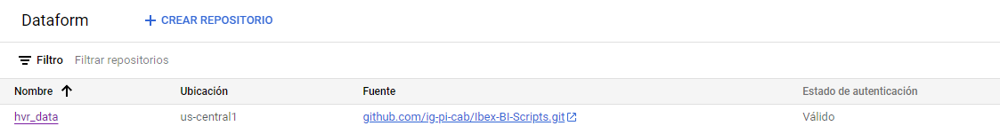 Dataform CREAR REPOSITORIO
Filtro Filtrar repositorios
Nombre Ubicación Fuente Estado de autenticación
hvr_data us-central1 github.com/ig-pi-cab/Ibex-BI-Scripts.git Válido